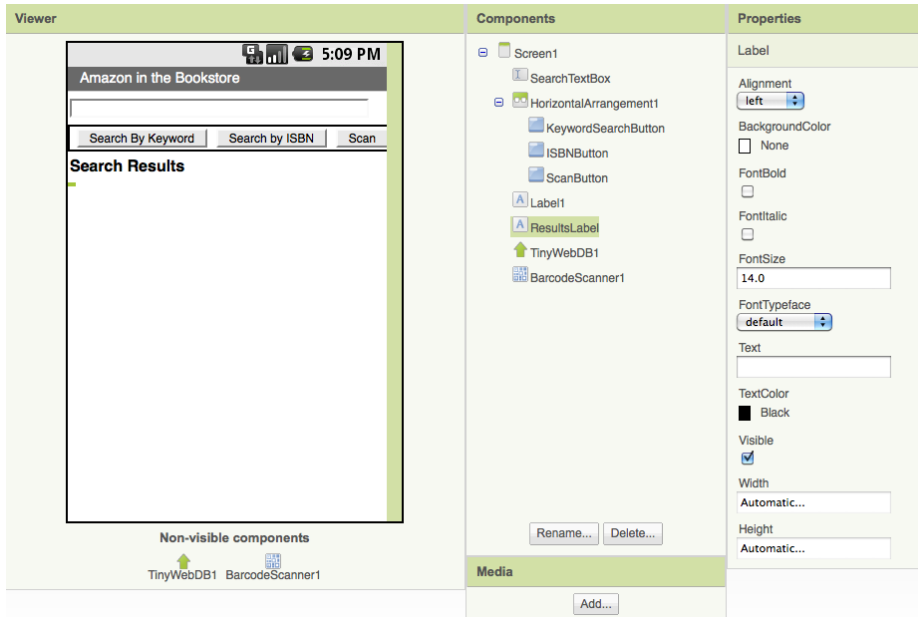 Viewer
5:09 PM
Amazon in the Bookstore
Search By Keyword Search by ISBN Scan
Search Results
Non-visible components
TinyWebDB1 BarcodeScanner1
Components
Screen1
SearchTextBox
HorizontalArrangement1
KeywordSearchButton
ISBNButton
ScanButton
A Label1
A ResultsLabel
TinyWebDB1
BarcodeScanner1
Rename... Delete...
Media
Add...
Properties
Label
Alignment
left
BackgroundColor
None
FontBold
FontItalic
FontSize
14.0
FontTypeface
default
Text
TextColor
Black
Visible
Width
Automatic...
Height
Automatic...